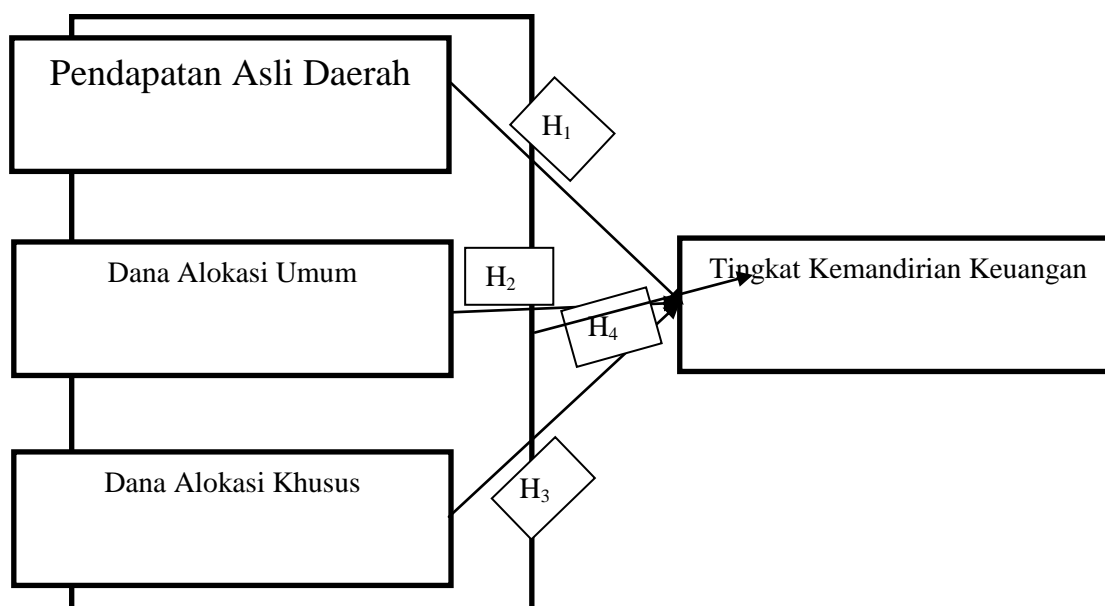 Pendapatan Asli Daerah
H₁
Dana Alokasi Umum
H₂
Tingkat Kemandirian Keuangan
H₄
Dana Alokasi Khusus
H₃